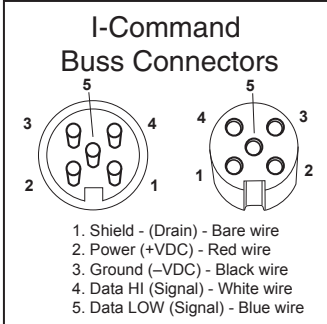 I-Command
Buss Connectors
5 5
3 4 4 3
2 1 1 2
1. Shield - (Drain) - Bare wire
2. Power (+VDC) - Red wire
3. Ground (–VDC) - Black wire
4. Data HI (Signal) - White wire
5. Data LOW (Signal) - Blue wire